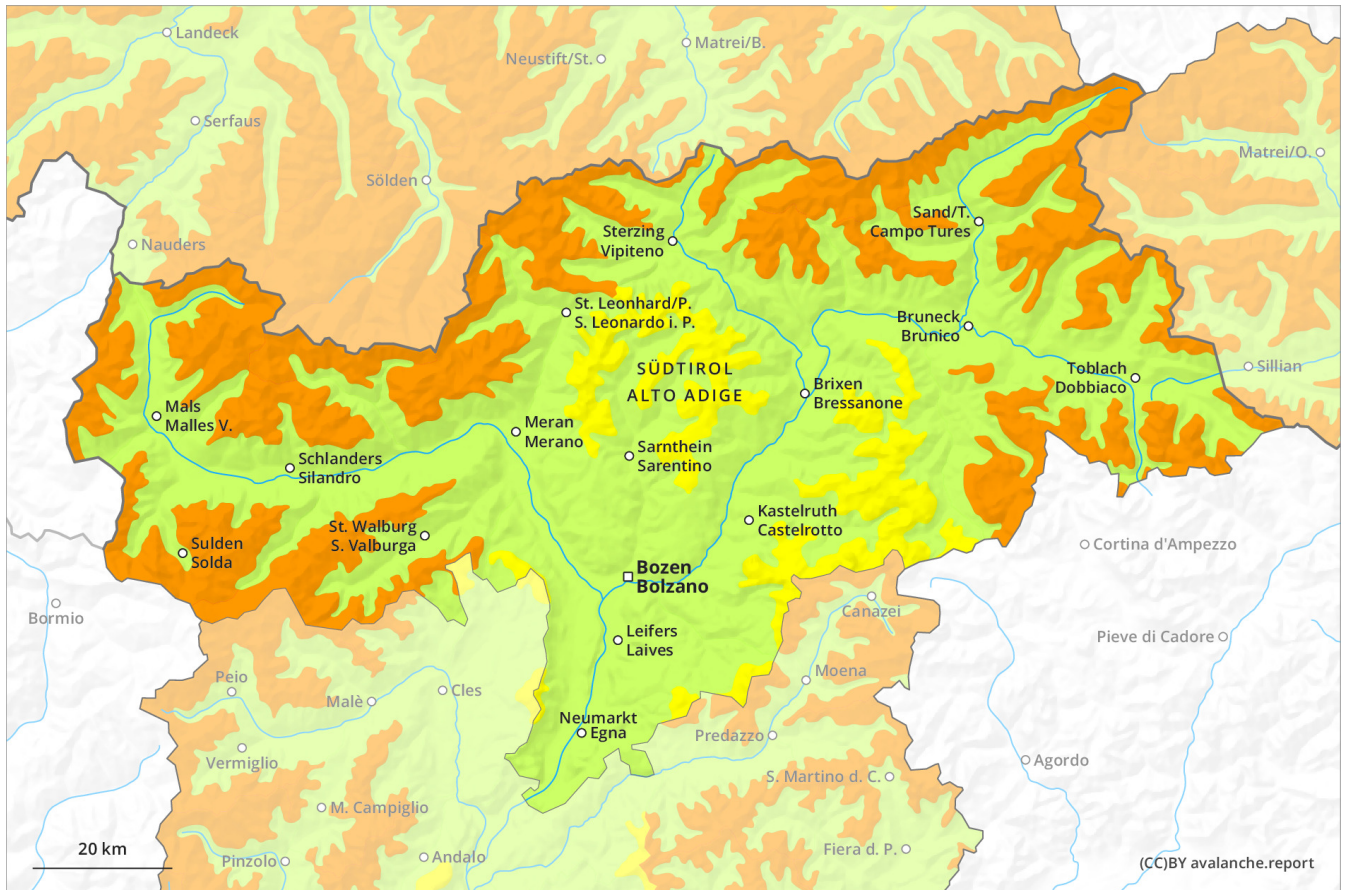 Landeck
Matrei/B.
Neustift/St.
Serfaus
Matrei/O.
Sölden
Sand/T.
Campo Tures
Nauders
Sterzing
Vipiteno
St. Leonhard/P.
S. Leonardo i. P.
Bruneck
Brunico
SÜDTIROL
ALTO ADIGE
Toblach
Dobbiaco
Sillian
Brixen
Bressanone
Mals
Malles V.
Meran
Merano
Sarnthein
Sarentino
Schlanders
Silandro
Kastelruth
Castelrotto
St. Walburg
S. Valburga
Sulden
Solda
Cortina d'Ampezzo
Bozen
Bolzano
Bormio
Canazei
Leifers
Laives
Pieve di Cadore
Peio
Moena
Cles
Malè
Neumarkt
Egna
Predazzo
Vermiglio
Agordo
S. Martino d. C.
M. Campiglio
20 km
Andalo
Fiera d. P.
Pinzolo
(CC)BY avalanche.report